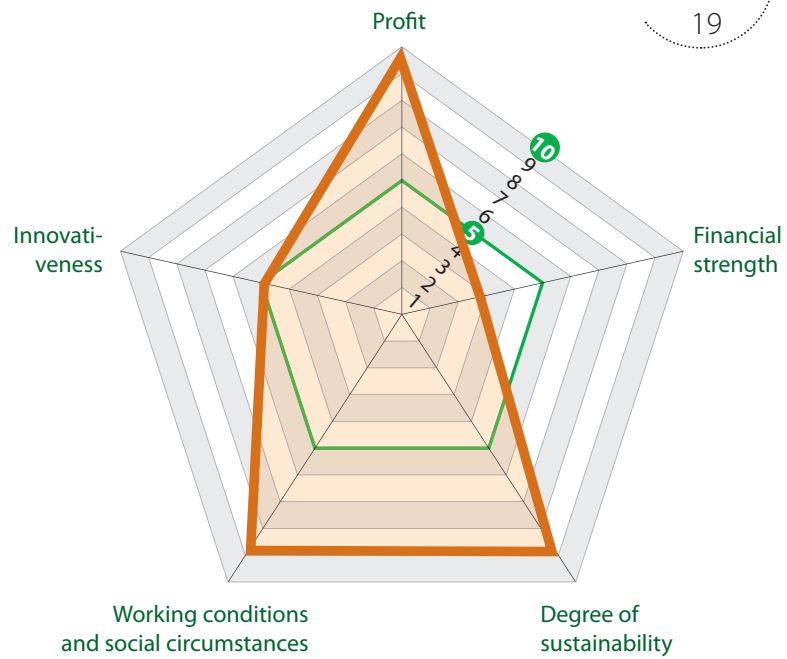 Profit
19
10
9
8
7
6
5
4
3
2
1
Innovati-
veness
Financial
strength
Working conditions
and social circumstances
Degree of
sustainability